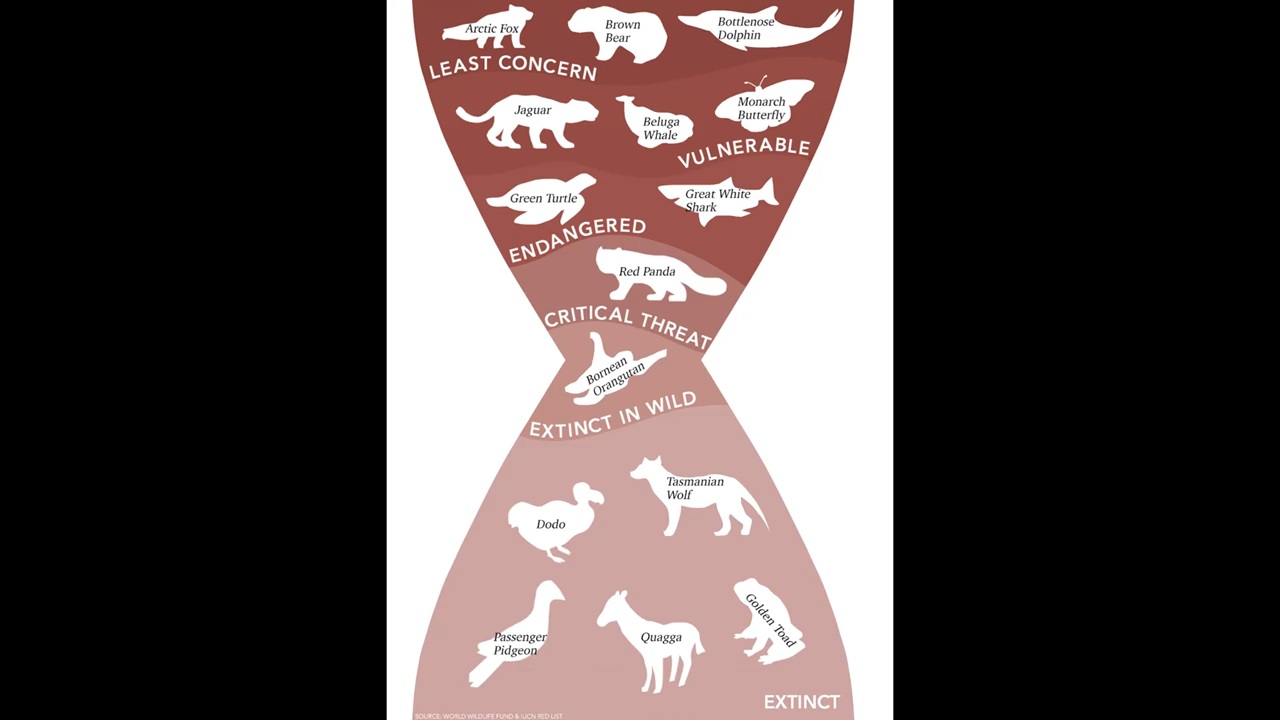 Arctic Fox
Brown
Bear
Bottlenose
Dolphin
LEAST CONCERN
Jaguar
Beluga
Whale
Monarch
Butterfly
VULNERABLE
Green Turtle
Great White
Shark
ENDANGERED
Red Panda
CRITICAL THREAT
Bornean
Orangutan
EXTINCT IN WILD
Tasmanian
Wolf
Dodo
Passenger
Pidgeon
Quagga
Golden Toad
EXTINCT
SOURCE: WORLD WILDLIFE FUND & IUCN RED LIST